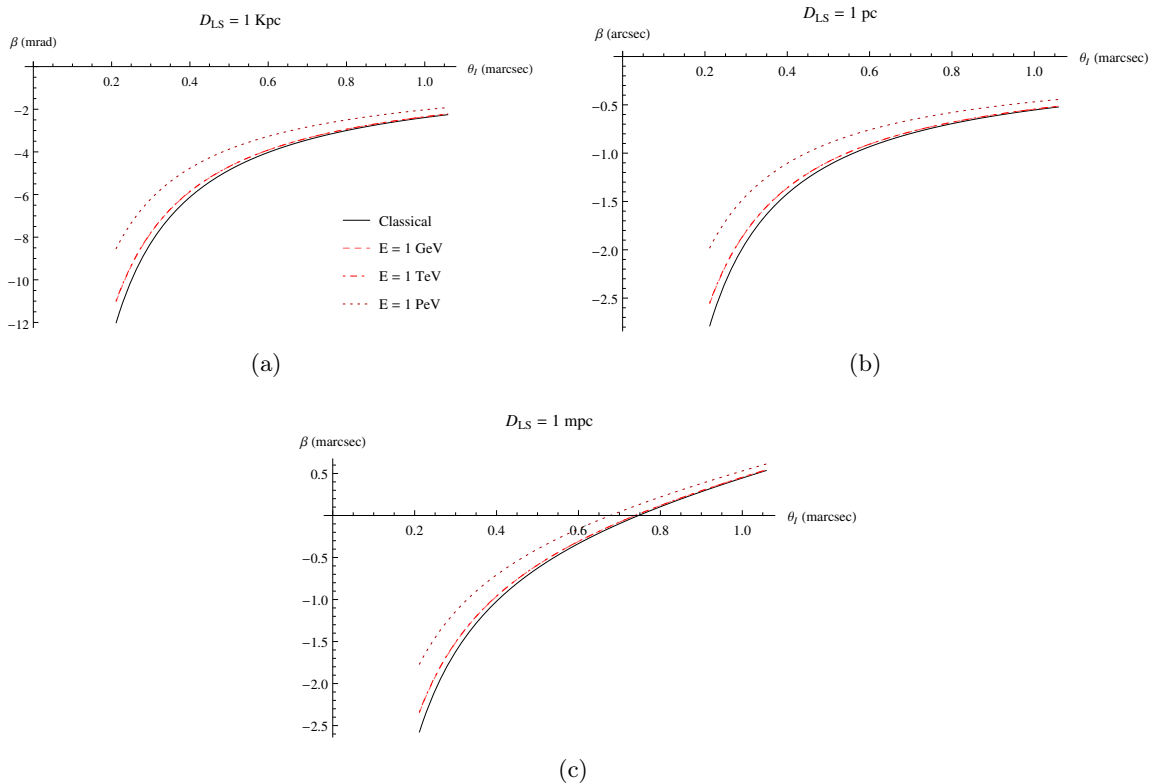 D_LS = 1 Kpc
β (mrad)
θ_I (marcsec)
0.2 0.4 0.6 0.8 1.0
−2
−4
−6
−8
−10
−12
Classical
E = 1 GeV
E = 1 TeV
E = 1 PeV
(a)
D_LS = 1 pc
β (arcsec)
θ_I (marcsec)
0.2 0.4 0.6 0.8 1.0
−0.5
−1.0
−1.5
−2.0
−2.5
(b)
D_LS = 1 mpc
β (marcsec)
0.5
θ_I (marcsec)
0.2 0.4 0.6 0.8 1.0
−0.5
−1.0
−1.5
−2.0
−2.5
(c)